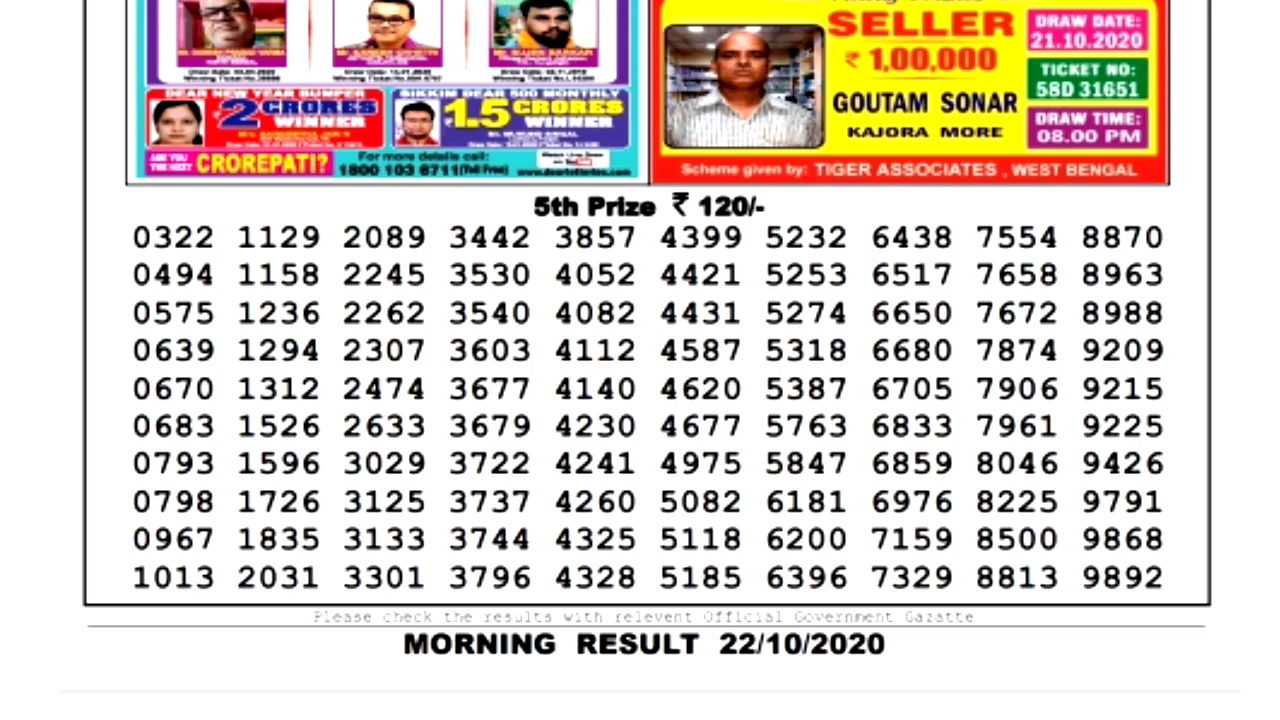 SELLER
₹ 1,00,000
GOUTAM SONAR
KAJORA MORE
DRAW DATE:
21.10.2020
TICKET NO:
58D 31651
DRAW TIME:
08.00 PM
DEAR NEW YEAR BUMPER
₹2 CRORES
WINNER
SIKKIM DEAR 500 MONTHLY
₹1.5 CRORES
WINNER
ARE YOU
THE NEXT CROREPATI?
For more details call:
1800 103 6711(Toll Free) www.dearlotteries.com
Scheme given by: TIGER ASSOCIATES , WEST BENGAL
5th Prize ₹ 120/-
0322 1129 2089 3442 3857 4399 5232 6438 7554 8870
0494 1158 2245 3530 4052 4421 5253 6517 7658 8963
0575 1236 2262 3540 4082 4431 5274 6650 7672 8988
0639 1294 2307 3603 4112 4587 5318 6680 7874 9209
0670 1312 2474 3677 4140 4620 5387 6705 7906 9215
0683 1526 2633 3679 4230 4677 5763 6833 7961 9225
0793 1596 3029 3722 4241 4975 5847 6859 8046 9426
0798 1726 3125 3737 4260 5082 6181 6976 8225 9791
0967 1835 3133 3744 4325 5118 6200 7159 8500 9868
1013 2031 3301 3796 4328 5185 6396 7329 8813 9892
Please check the results with relevent Official Government Gazatte
MORNING RESULT 22/10/2020